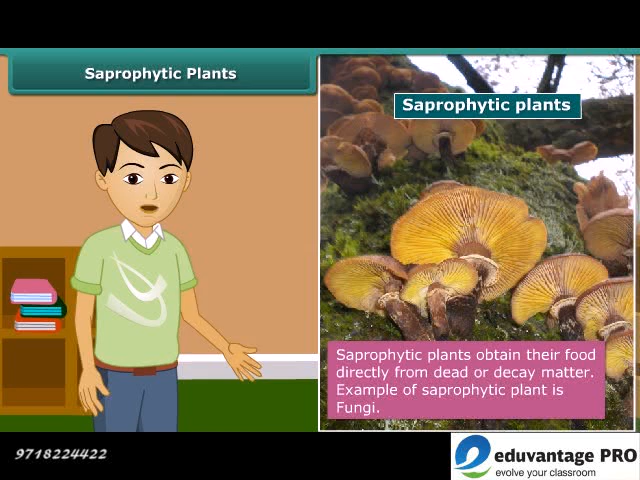 Saprophytic Plants
Saprophytic plants
Saprophytic plants obtain their food
directly from dead or decay matter.
Example of saprophytic plant is
Fungi.
9718224422
eduvantage PRO
evolve your classroom